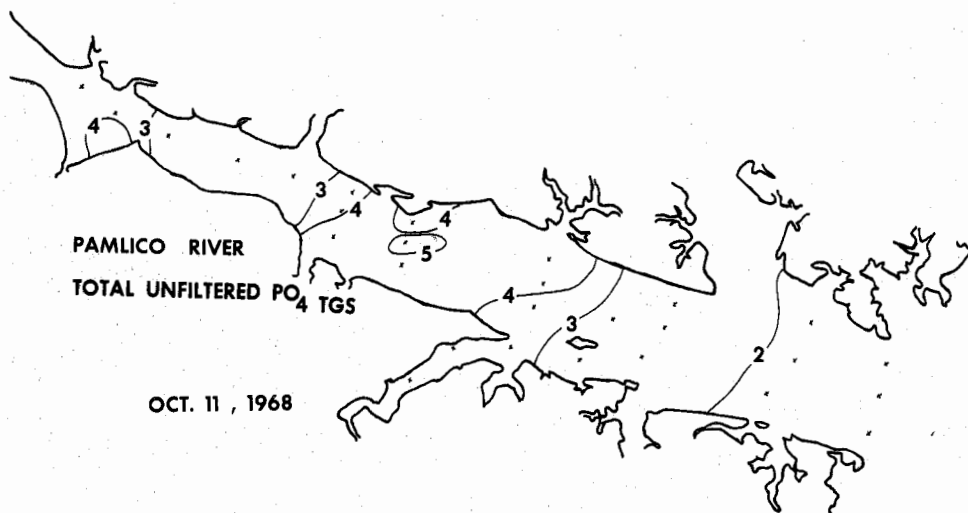 4 3
3
4
4
PAMLICO RIVER
5
TOTAL UNFILTERED PO4 TGS
4
3
2
OCT. 11 , 1968